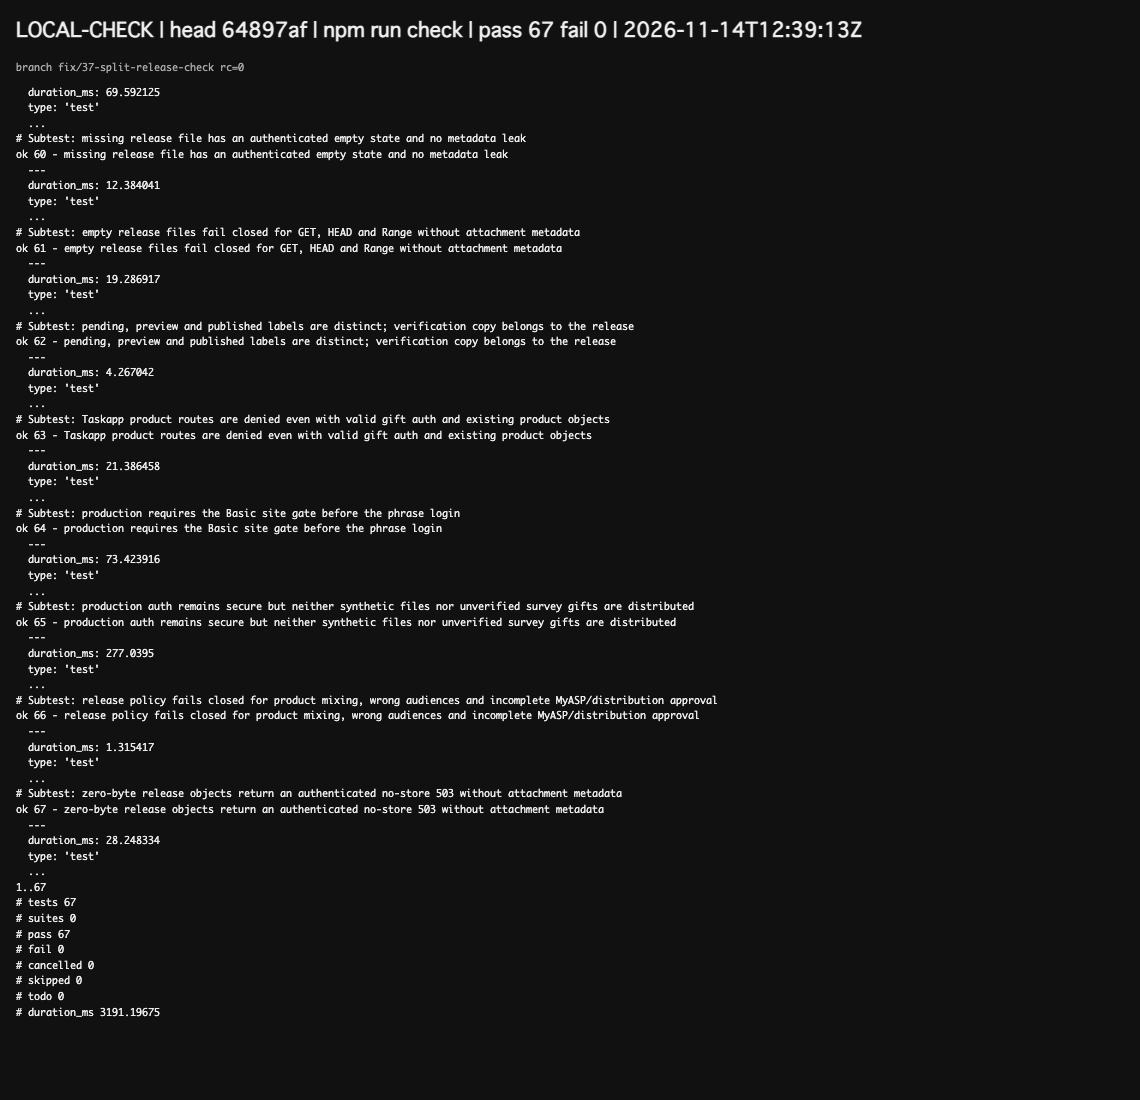 LOCAL-CHECK | head 64897af | npm run check | pass 67 fail 0 | 2026-11-14T12:39:13Z
branch fix/37-split-release-check rc=0
duration_ms: 69.592125
type: 'test'
...
# Subtest: missing release file has an authenticated empty state and no metadata leak
ok 60 - missing release file has an authenticated empty state and no metadata leak
---
duration_ms: 12.384041
type: 'test'
...
# Subtest: empty release files fail closed for GET, HEAD and Range without attachment metadata
ok 61 - empty release files fail closed for GET, HEAD and Range without attachment metadata
---
duration_ms: 19.286917
type: 'test'
...
# Subtest: pending, preview and published labels are distinct; verification copy belongs to the release
ok 62 - pending, preview and published labels are distinct; verification copy belongs to the release
---
duration_ms: 4.267042
type: 'test'
...
# Subtest: Taskapp product routes are denied even with valid gift auth and existing product objects
ok 63 - Taskapp product routes are denied even with valid gift auth and existing product objects
---
duration_ms: 21.386458
type: 'test'
...
# Subtest: production requires the Basic site gate before the phrase login
ok 64 - production requires the Basic site gate before the phrase login
---
duration_ms: 73.423916
type: 'test'
...
# Subtest: production auth remains secure but neither synthetic files nor unverified survey gifts are distributed
ok 65 - production auth remains secure but neither synthetic files nor unverified survey gifts are distributed
---
duration_ms: 277.0395
type: 'test'
...
# Subtest: release policy fails closed for product mixing, wrong audiences and incomplete MyASP/distribution approval
ok 66 - release policy fails closed for product mixing, wrong audiences and incomplete MyASP/distribution approval
---
duration_ms: 1.315417
type: 'test'
...
# Subtest: zero-byte release objects return an authenticated no-store 503 without attachment metadata
ok 67 - zero-byte release objects return an authenticated no-store 503 without attachment metadata
---
duration_ms: 28.248334
type: 'test'
...
1..67
# tests 67
# suites 0
# pass 67
# fail 0
# cancelled 0
# skipped 0
# todo 0
# duration_ms 3191.19675